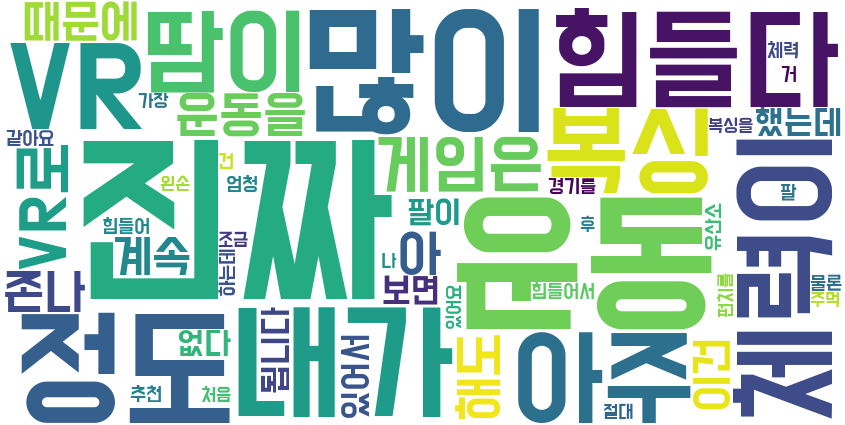 때문에
VR
땀이
많이
힘들다
체력
거
가장
운동을
복싱
복싱을
했는데
같아요
진짜
게임은
왼손
건
엄청
경기를
체력이
팔
VR로
힘들어
계속
조금
하는데
팔이
아
나
보면
운동
후
유산소
존나
있어요
힘들어서
펀치를
물론
주먹
정도
없다
됩니다
내가
있어서
해도
아주
이건
추천
처음
절대